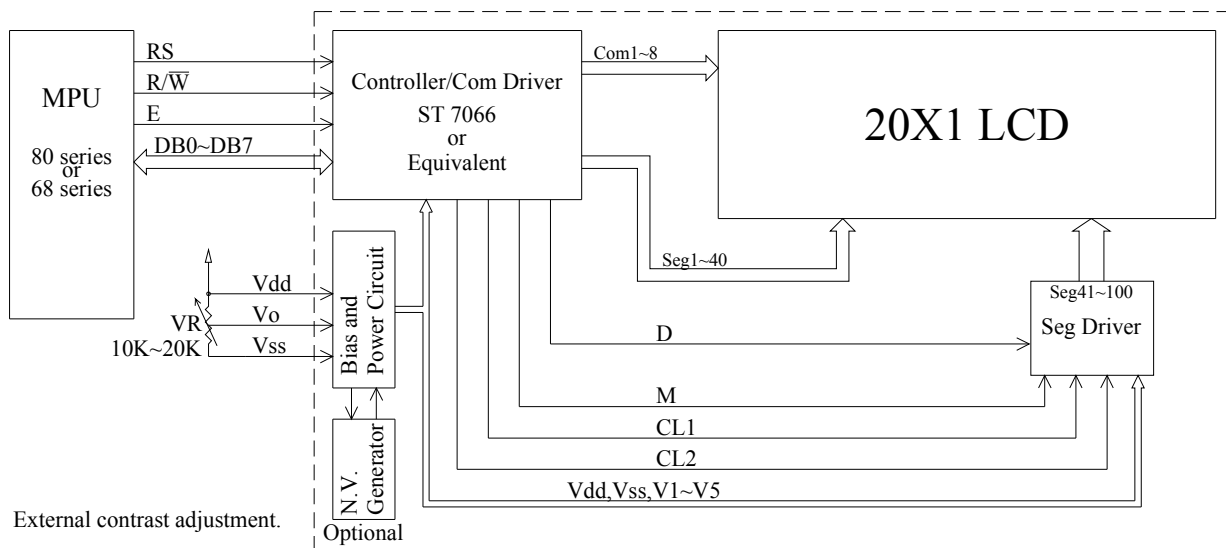 MPU
80 series
or
68 series
RS
R/W̅
E
DB0~DB7
Controller/Com Driver
ST 7066
or
Equivalent
Com1~8
20X1 LCD
Seg1~40
Seg41~100
Seg Driver
Vdd
Vo
Vss
VR
10K~20K
Bias and
Power Circuit
N.V.
Generator
Optional
D
M
CL1
CL2
Vdd,Vss,V1~V5
External contrast adjustment.